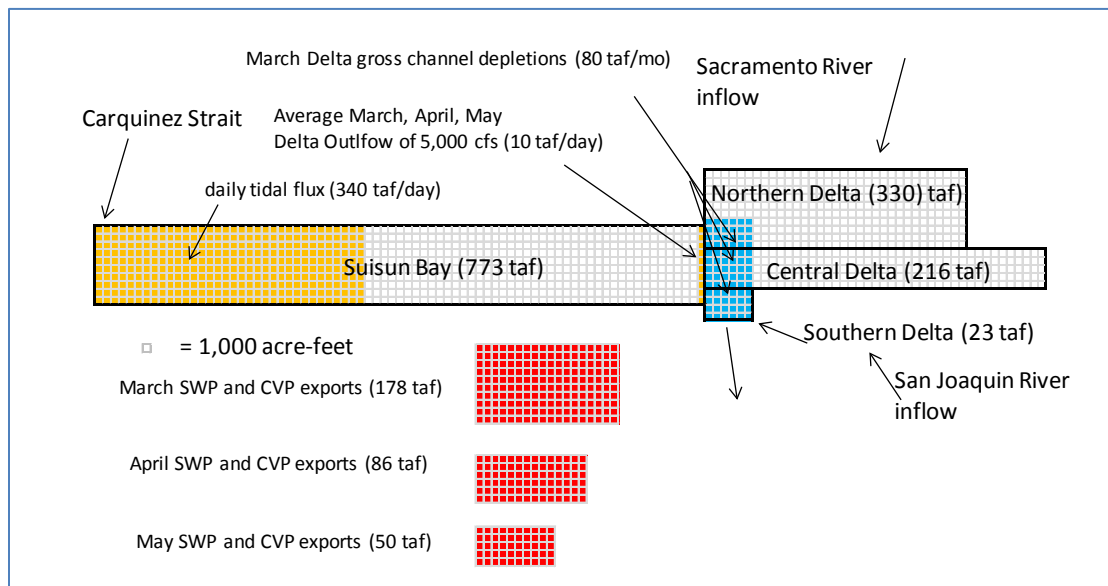 March Delta gross channel depletions (80 taf/mo)
Sacramento River
inflow
Carquinez Strait
Average March, April, May
Delta Outlfow of 5,000 cfs (10 taf/day)
daily tidal flux (340 taf/day)
Northern Delta (330) taf)
Suisun Bay (773 taf)
Central Delta (216 taf)
Southern Delta (23 taf)
= 1,000 acre-feet
San Joaquin River
inflow
March SWP and CVP exports (178 taf)
April SWP and CVP exports (86 taf)
May SWP and CVP exports (50 taf)